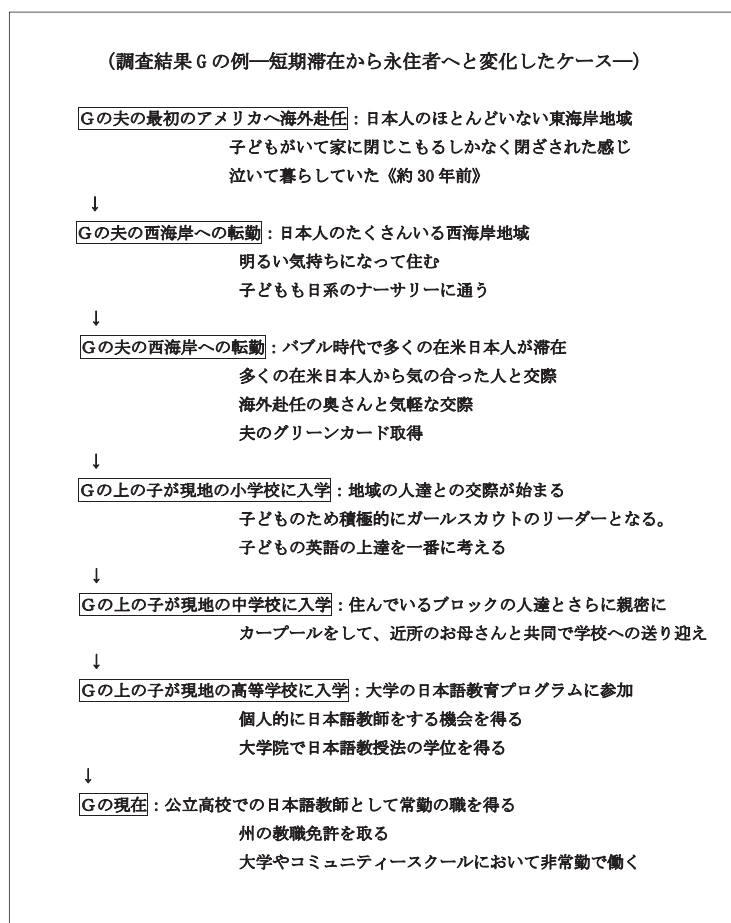 (調査結果Gの例―短期滞在から永住者へと変化したケース―)
Gの夫の最初のアメリカへ海外赴任：日本人のほとんどいない東海岸地域
子どもがいて家に閉じこもるしかなく閉ざされた感じ
泣いて暮らしていた《約30年前》
↓
Gの夫の西海岸への転勤：日本人のたくさんいる西海岸地域
明るい気持ちになって住む
子どもも日系のナーサリーに通う
↓
Gの夫の西海岸への転勤：バブル時代で多くの在米日本人が滞在
多くの在米日本人から気の合った人と交際
海外赴任の奥さんと気軽な交際
夫のグリーンカード取得
↓
Gの上の子が現地の小学校に入学：地域の人達との交際が始まる
子どものため積極的にガールスカウトのリーダーとなる。
子どもの英語の上達を一番に考える
↓
Gの上の子が現地の中学校に入学：住んでいるブロックの人達とさらに親密に
カープールをして、近所のお母さんと共同で学校への送り迎え
↓
Gの上の子が現地の高等学校に入学：大学の日本語教育プログラムに参加
個人的に日本語教師をする機会を得る
大学院で日本語教授法の学位を得る
↓
Gの現在：公立高校での日本語教師として常勤の職を得る
州の教職免許を取る
大学やコミュニティースクールにおいて非常勤で働く